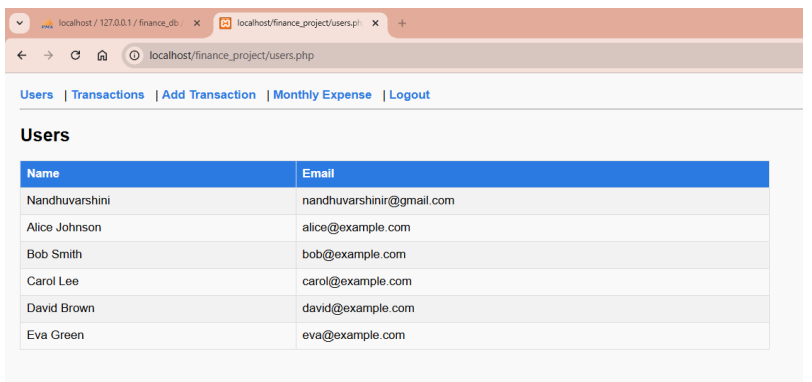 localhost / 127.0.0.1 / finance_db /
localhost/finance_project/users.ph
localhost/finance_project/users.php
Users | Transactions | Add Transaction | Monthly Expense | Logout
Users
Name Email
Nandhuvarshini nandhuvarshinir@gmail.com
Alice Johnson alice@example.com
Bob Smith bob@example.com
Carol Lee carol@example.com
David Brown david@example.com
Eva Green eva@example.com